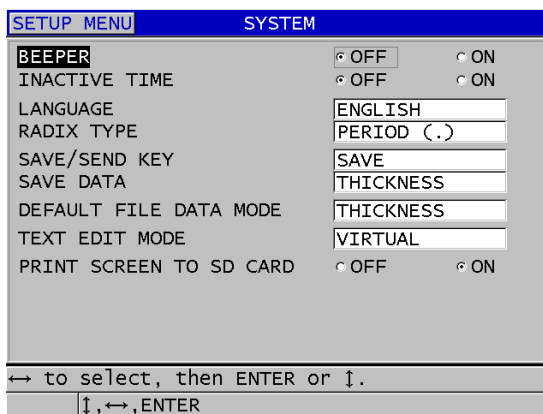 SETUP MENU SYSTEM
BEEPER OFF ON
INACTIVE TIME OFF ON
LANGUAGE ENGLISH
RADIX TYPE PERIOD (.)
SAVE/SEND KEY SAVE
SAVE DATA THICKNESS
DEFAULT FILE DATA MODE THICKNESS
TEXT EDIT MODE VIRTUAL
PRINT SCREEN TO SD CARD OFF ON
↔ to select, then ENTER or ↕.
↕,↔,ENTER